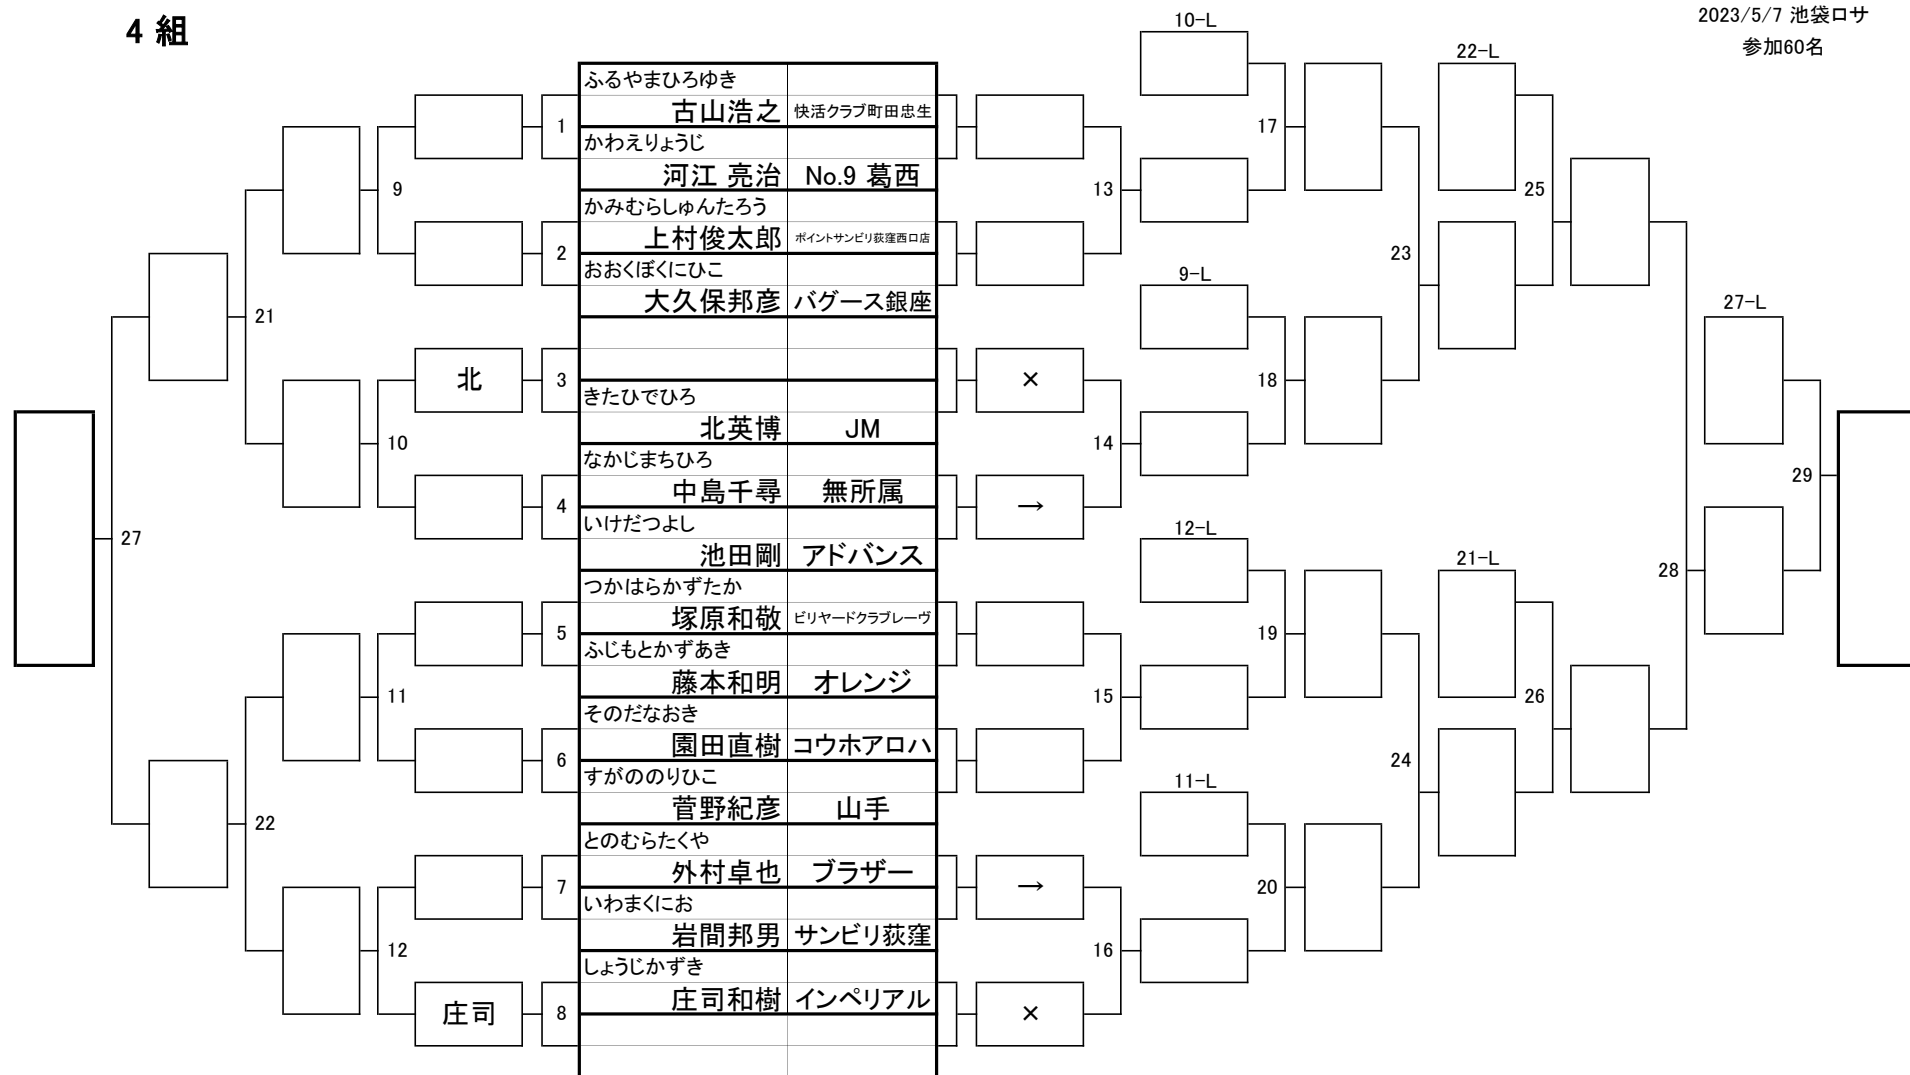 4 組
2023/5/7 池袋ロサ
参加60名
ふるやまひろゆき
古山浩之 快活クラブ町田忠生
かわえりょうじ
河江 亮治 No.9 葛西
かみむらしゅんたろう
上村俊太郎 ポイントサンビリ荻窪西口店
おおくぼくにひこ
大久保邦彦 バグース銀座
きたひでひろ
北英博 JM
なかじまちひろ
中島千尋 無所属
いけだつよし
池田剛 アドバンス
つかはらかずたか
塚原和敬 ビリヤードクラブレーヴ
ふじもとかずあき
藤本和明 オレンジ
そのだなおき
園田直樹 コウホアロハ
すがののりひこ
菅野紀彦 山手
とのむらたくや
外村卓也 ブラザー
いわまくにお
岩間邦男 サンビリ荻窪
しょうじかずき
庄司和樹 インペリアル
1
2
3
4
5
6
7
8
北
庄司
9
10
11
12
21
22
27
×
→
→
×
13
14
15
16
10-L
9-L
12-L
11-L
17
18
19
20
22-L
21-L
23
24
25
26
28
27-L
29